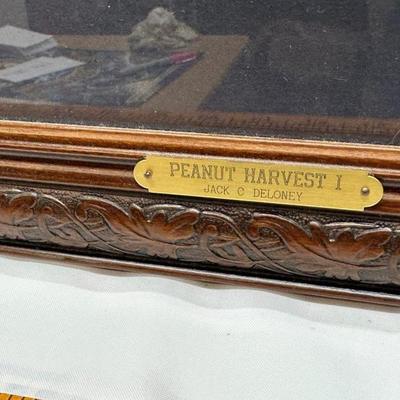 PEANUT HARVEST I
JACK C DELONEY